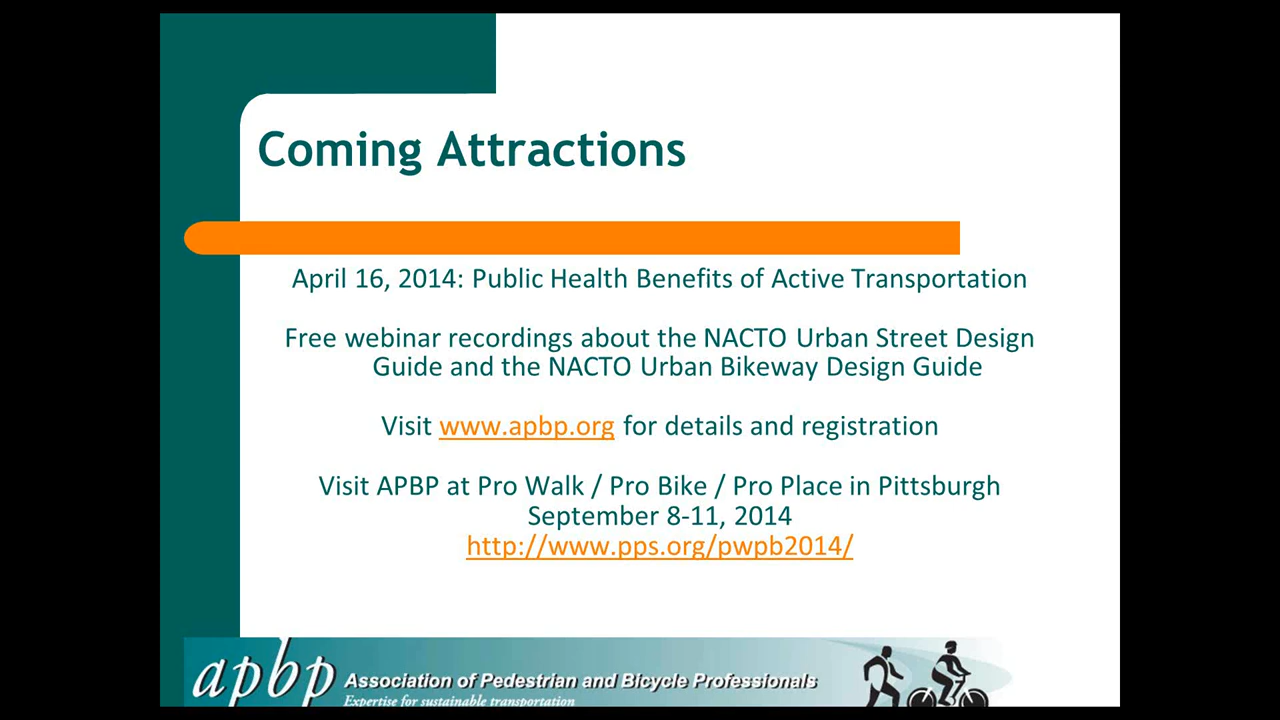 Coming Attractions
April 16, 2014: Public Health Benefits of Active Transportation
Free webinar recordings about the NACTO Urban Street Design
Guide and the NACTO Urban Bikeway Design Guide
Visit www.apbp.org for details and registration
Visit APBP at Pro Walk / Pro Bike / Pro Place in Pittsburgh
September 8-11, 2014
http://www.pps.org/pwpb2014/
apbp Association of Pedestrian and Bicycle Professionals
Expertise for sustainable transportation